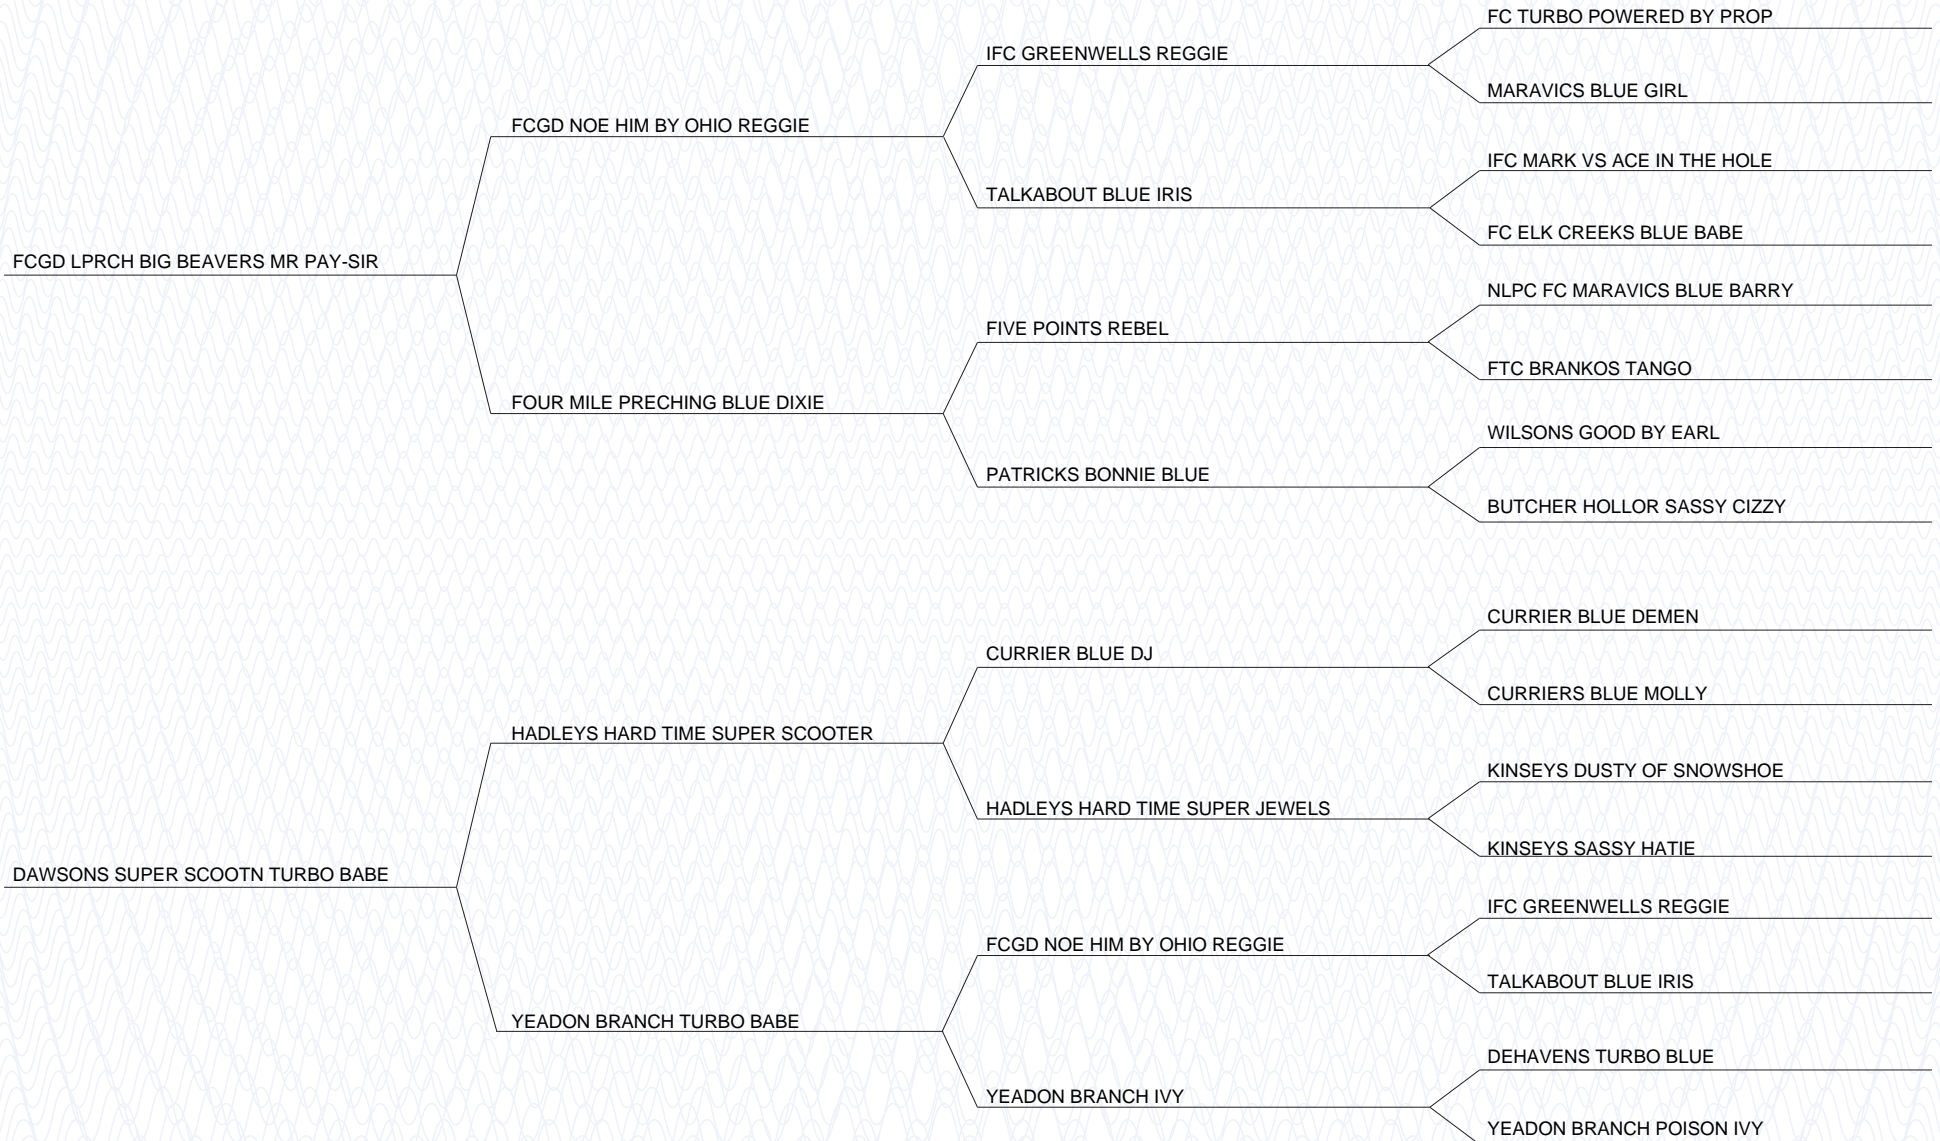 FC TURBO POWERED BY PROP
IFC GREENWELLS REGGIE
MARAVICS BLUE GIRL
FCGD NOE HIM BY OHIO REGGIE
IFC MARK VS ACE IN THE HOLE
TALKABOUT BLUE IRIS
FC ELK CREEKS BLUE BABE
FCGD LPRCH BIG BEAVERS MR PAY-SIR
NLPC FC MARAVICS BLUE BARRY
FIVE POINTS REBEL
FTC BRANKOS TANGO
FOUR MILE PRECHING BLUE DIXIE
WILSONS GOOD BY EARL
PATRICKS BONNIE BLUE
BUTCHER HOLLOR SASSY CIZZY
CURRIER BLUE DEMEN
CURRIER BLUE DJ
CURRIERS BLUE MOLLY
HADLEYS HARD TIME SUPER SCOOTER
KINSEYS DUSTY OF SNOWSHOE
HADLEYS HARD TIME SUPER JEWELS
KINSEYS SASSY HATIE
DAWSONS SUPER SCOOTN TURBO BABE
IFC GREENWELLS REGGIE
FCGD NOE HIM BY OHIO REGGIE
TALKABOUT BLUE IRIS
YEADON BRANCH TURBO BABE
DEHAVENS TURBO BLUE
YEADON BRANCH IVY
YEADON BRANCH POISON IVY